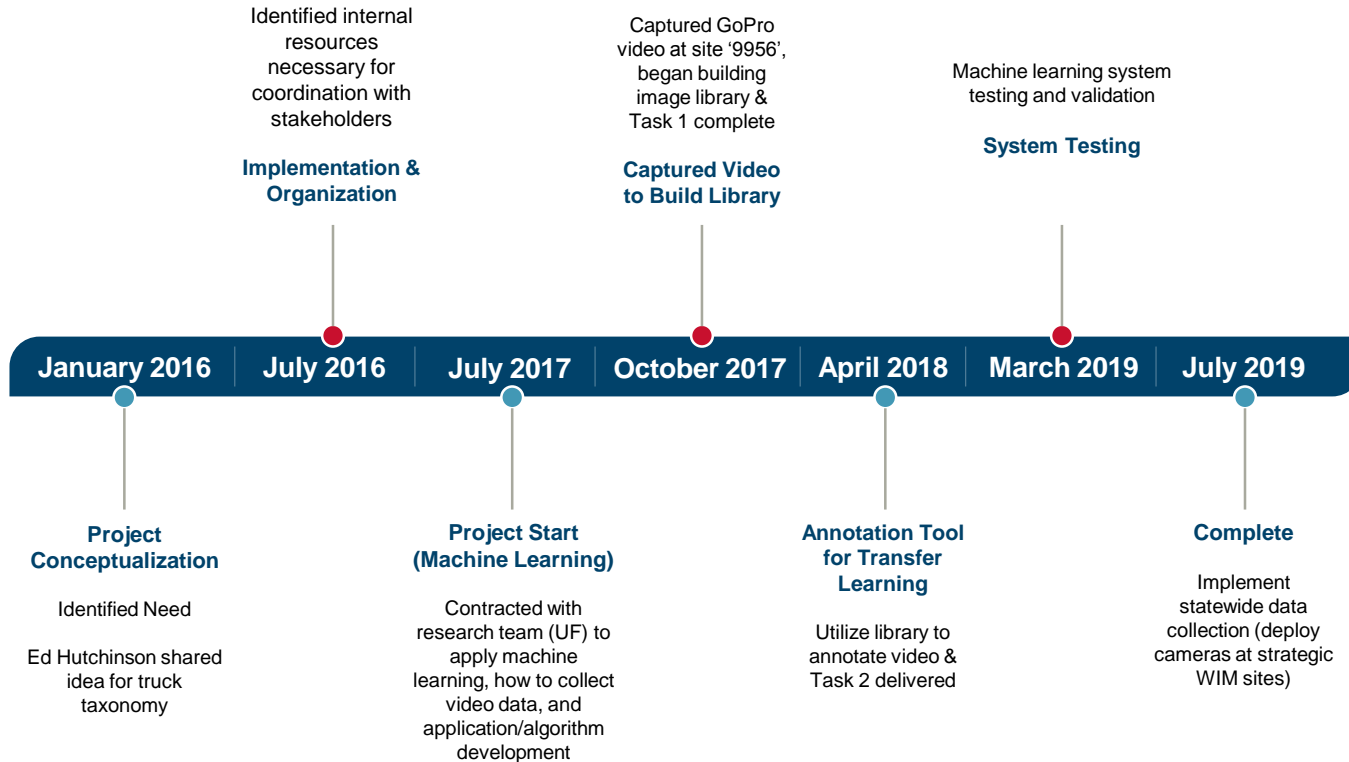 Identified internal
resources
necessary for
coordination with
stakeholders
Implementation &
Organization
Captured GoPro
video at site ‘9956’,
began building
image library &
Task 1 complete
Captured Video
to Build Library
Machine learning system
testing and validation
System Testing
January 2016
July 2016
July 2017
October 2017
April 2018
March 2019
July 2019
Project
Conceptualization
Identified Need
Ed Hutchinson shared
idea for truck
taxonomy
Project Start
(Machine Learning)
Contracted with
research team (UF) to
apply machine
learning, how to collect
video data, and
application/algorithm
development
Annotation Tool
for Transfer
Learning
Utilize library to
annotate video &
Task 2 delivered
Complete
Implement
statewide data
collection (deploy
cameras at strategic
WIM sites)